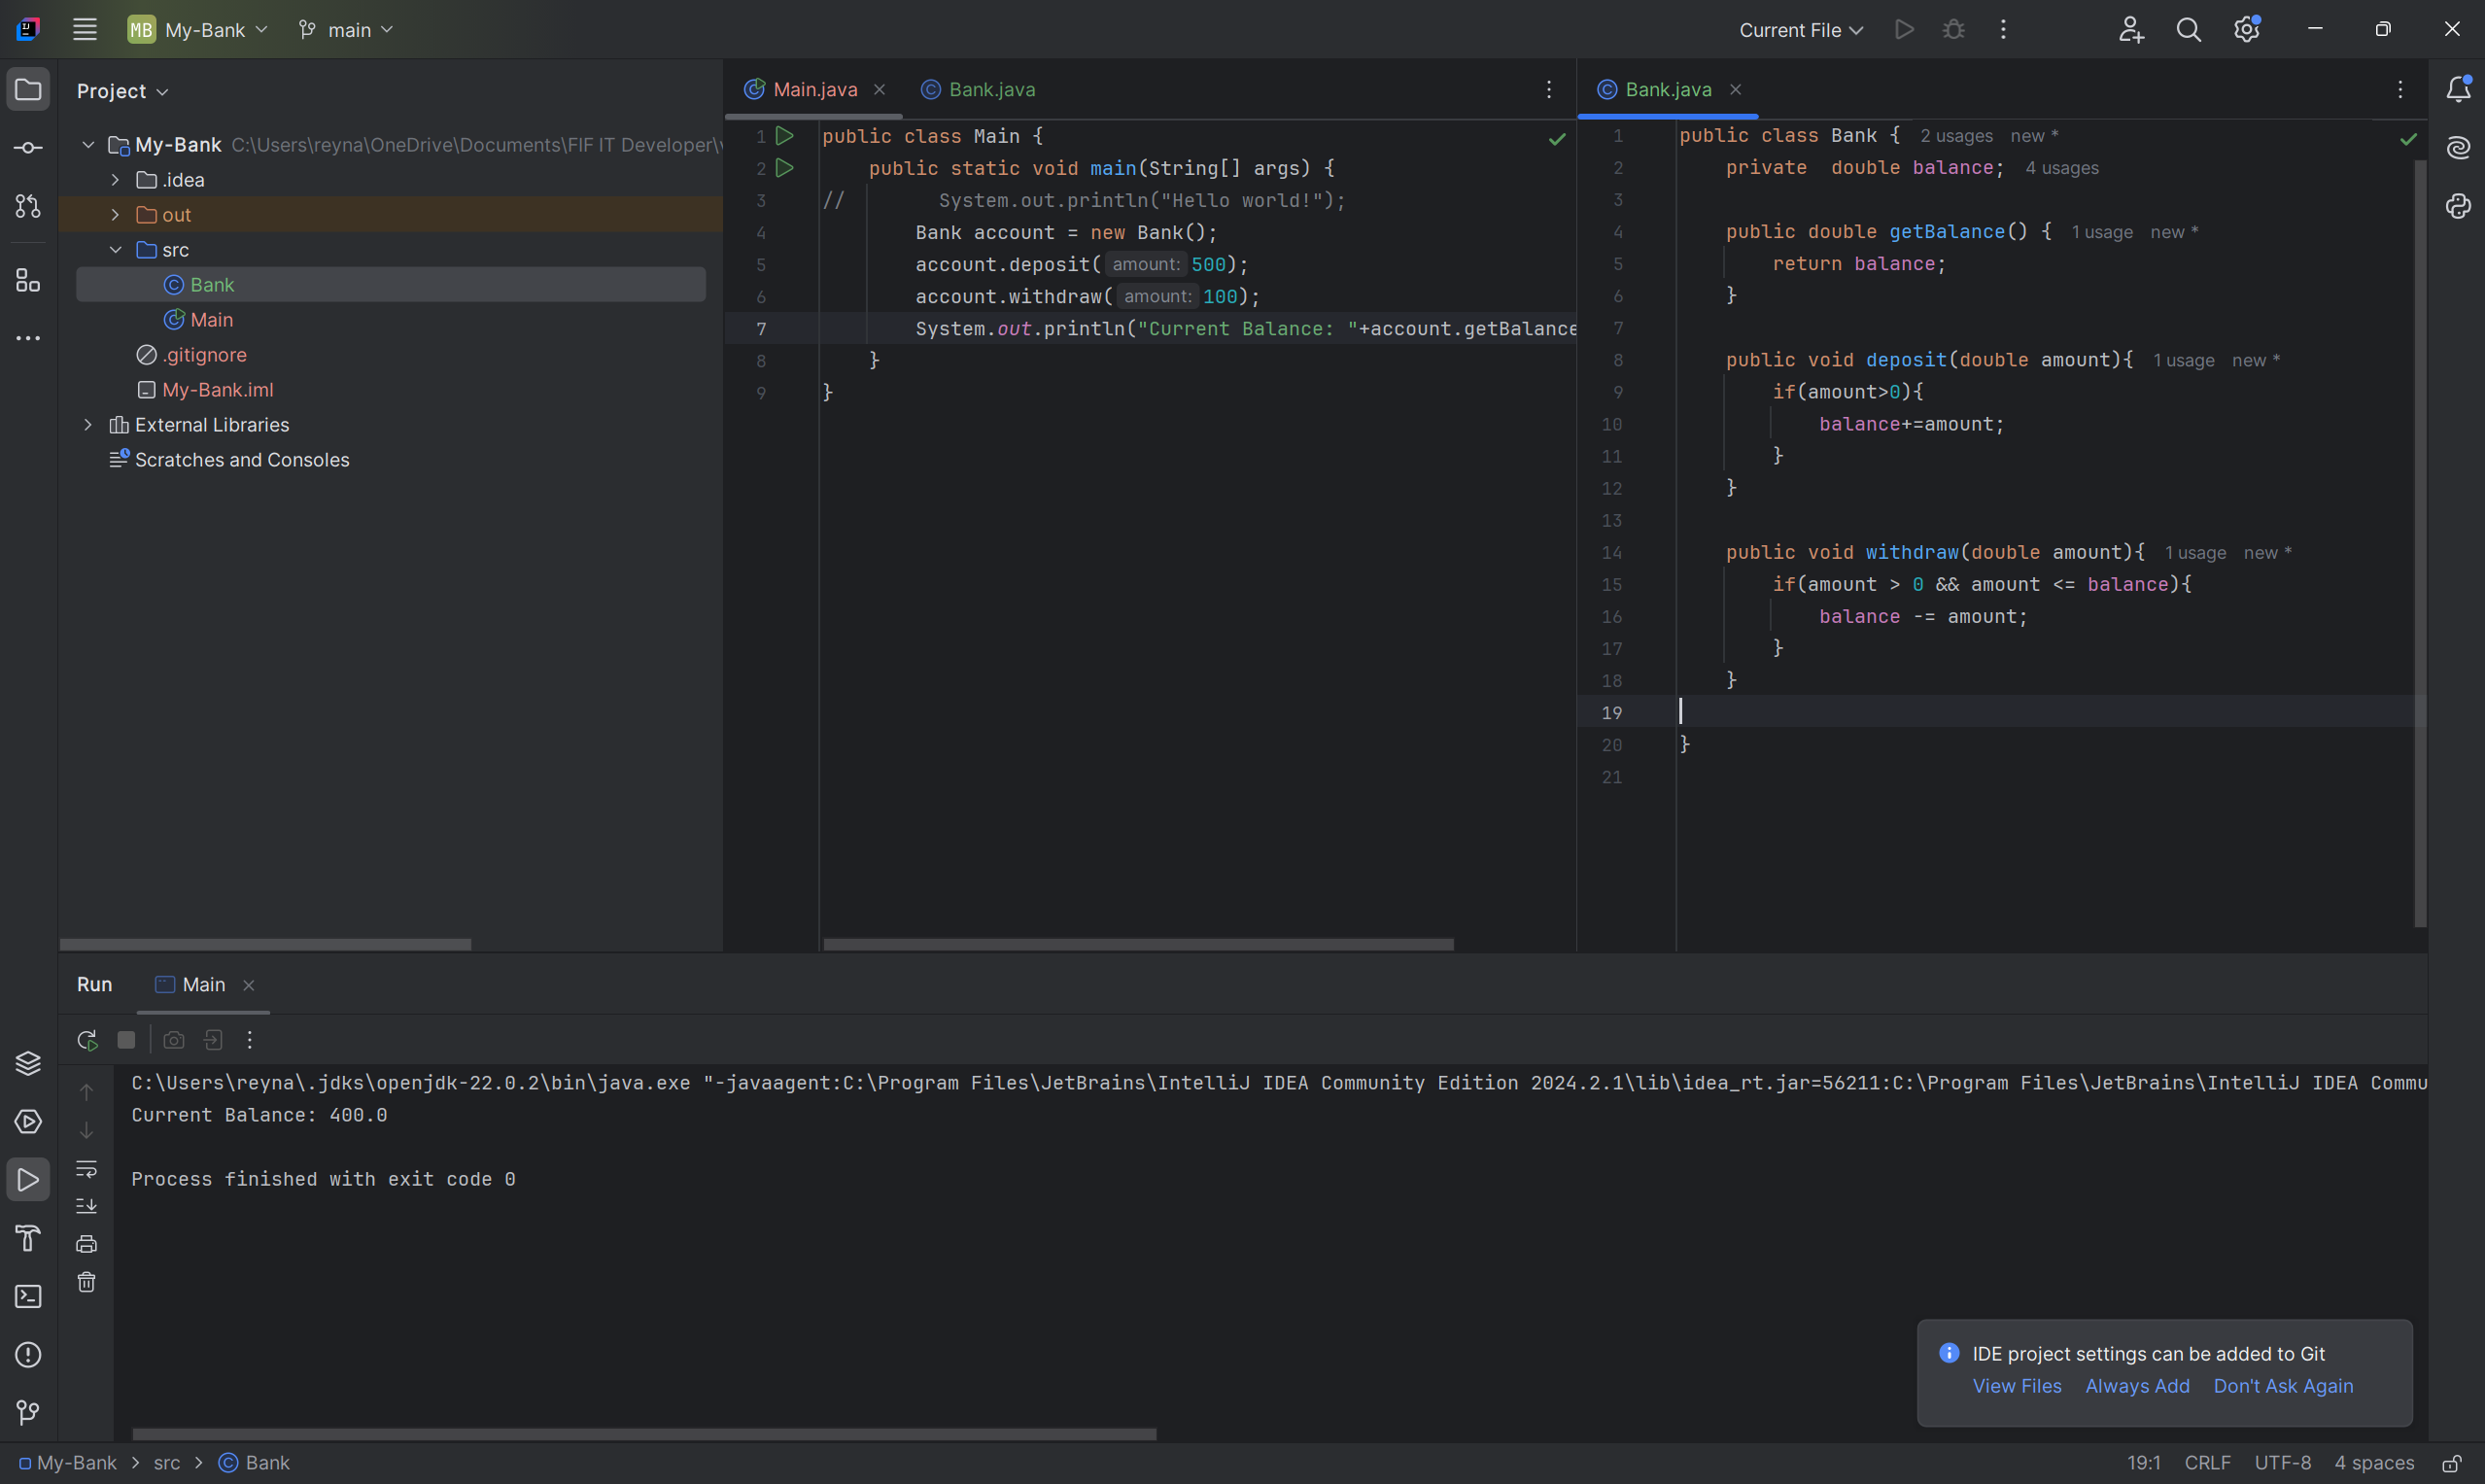 MB My-Bank main Current File
Project
My-Bank C:\Users\reyna\OneDrive\Documents\FIF IT Developer\
.idea
out
src
Bank
Main
.gitignore
My-Bank.iml
External Libraries
Scratches and Consoles
Main.java Bank.java
1 public class Main {
2 public static void main(String[] args) {
3 // System.out.println("Hello world!");
4 Bank account = new Bank();
5 account.deposit( amount: 500);
6 account.withdraw( amount: 100);
7 System.out.println("Current Balance: "+account.getBalance
8 }
9 }
Bank.java
1 public class Bank { 2 usages new *
2 private  double balance; 4 usages
3
4 public double getBalance() { 1 usage new *
5 return balance;
6 }
7
8 public void deposit(double amount){ 1 usage new *
9 if(amount>0){
10 balance+=amount;
11 }
12 }
13
14 public void withdraw(double amount){ 1 usage new *
15 if(amount > 0 && amount <= balance){
16 balance -= amount;
17 }
18 }
19
20 }
21
Run Main
C:\Users\reyna\.jdks\openjdk-22.0.2\bin\java.exe "-javaagent:C:\Program Files\JetBrains\IntelliJ IDEA Community Edition 2024.2.1\lib\idea_rt.jar=56211:C:\Program Files\JetBrains\IntelliJ IDEA Commu
Current Balance: 400.0
Process finished with exit code 0
IDE project settings can be added to Git
View Files Always Add Don't Ask Again
My-Bank > src > Bank 19:1 CRLF UTF-8 4 spaces